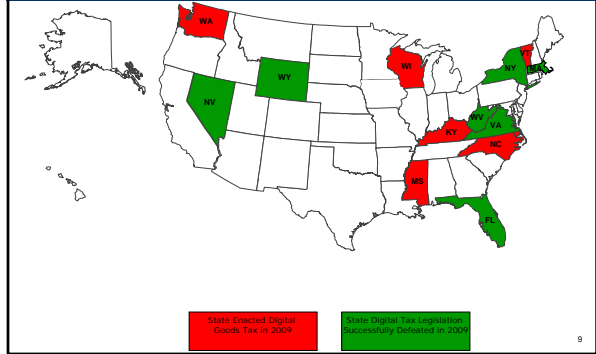 WA
WI
VT
NY
MA
WY
NV
WV
VA
KY
NC
MS
FL
State Enacted Digital
Goods Tax in 2009
State Digital Tax Legislation
Successfully Defeated in 2009
9